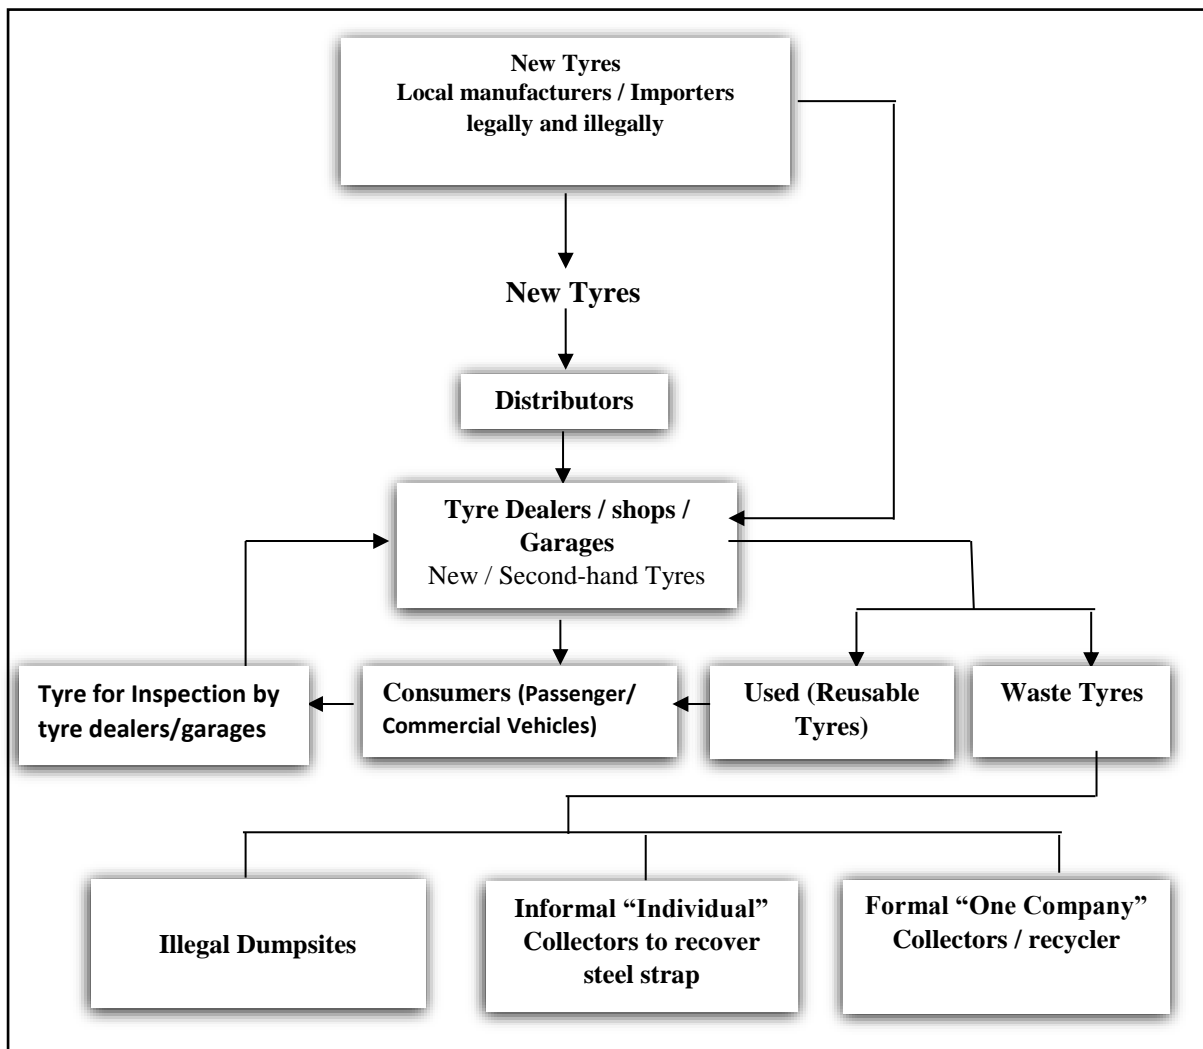 New Tyres
Local manufacturers / Importers
legally and illegally
New Tyres
Distributors
Tyre Dealers / shops /
Garages
New / Second-hand Tyres
Tyre for Inspection by
tyre dealers/garages
Consumers (Passenger/
Commercial Vehicles)
Used (Reusable
Tyres)
Waste Tyres
Illegal Dumpsites
Informal “Individual”
Collectors to recover
steel strap
Formal “One Company”
Collectors / recycler